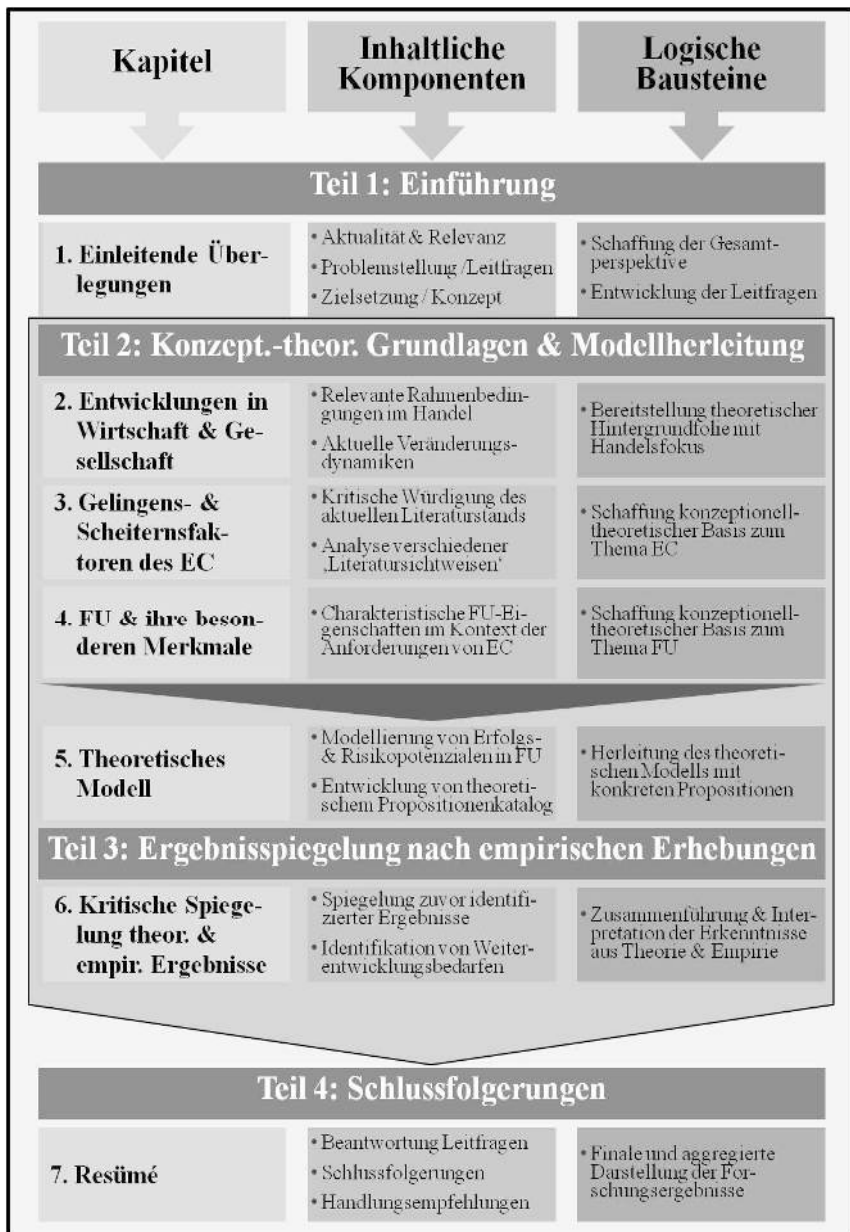 Kapitel
Inhaltliche
Komponenten
Logische
Bausteine
Teil 1: Einführung
1. Einleitende Über-
legungen
• Aktualität & Relevanz
• Problemstellung /Leitfragen
• Zielsetzung / Konzept
• Schaffung der Gesamt-
perspektive
• Entwicklung der Leitfragen
Teil 2: Konzept.-theor. Grundlagen & Modellherleitung
2. Entwicklungen in
Wirtschaft & Ge-
sellschaft
• Relevante Rahmenbedin-
gungen im Handel
• Aktuelle Veränderungs-
dynamiken
• Bereitstellung theoretischer
Hintergrundfolie mit
Handelsfokus
3. Gelingens- &
Scheiternsfak-
toren des EC
• Kritische Würdigung des
aktuellen Literaturstands
• Analyse verschiedener
‚Literatursichtweisen‘
• Schaffung konzeptionell-
theoretischer Basis zum
Thema EC
4. FU & ihre beson-
deren Merkmale
• Charakteristische FU-Ei-
genschaften im Kontext der
Anforderungen von EC
• Schaffung konzeptionell-
theoretischer Basis zum
Thema FU
5. Theoretisches
Modell
• Modellierung von Erfolgs-
& Risikopotenzialen in FU
• Entwicklung von theoreti-
schem Propositionenkatalog
• Herleitung des theoreti-
schen Modells mit
konkreten Propositionen
Teil 3: Ergebnisspiegelung nach empirischen Erhebungen
6. Kritische Spiege-
lung theor. &
empir. Ergebnisse
• Spiegelung zuvor identifi-
zierter Ergebnisse
• Identifikation von Weiter-
entwicklungsbedarfen
• Zusammenführung & Inter-
pretation der Erkenntnisse
aus Theorie & Empirie
Teil 4: Schlussfolgerungen
7. Resümé
• Beantwortung Leitfragen
• Schlussfolgerungen
• Handlungsempfehlungen
• Finale und aggregierte
Darstellung der For-
schungsergebnisse